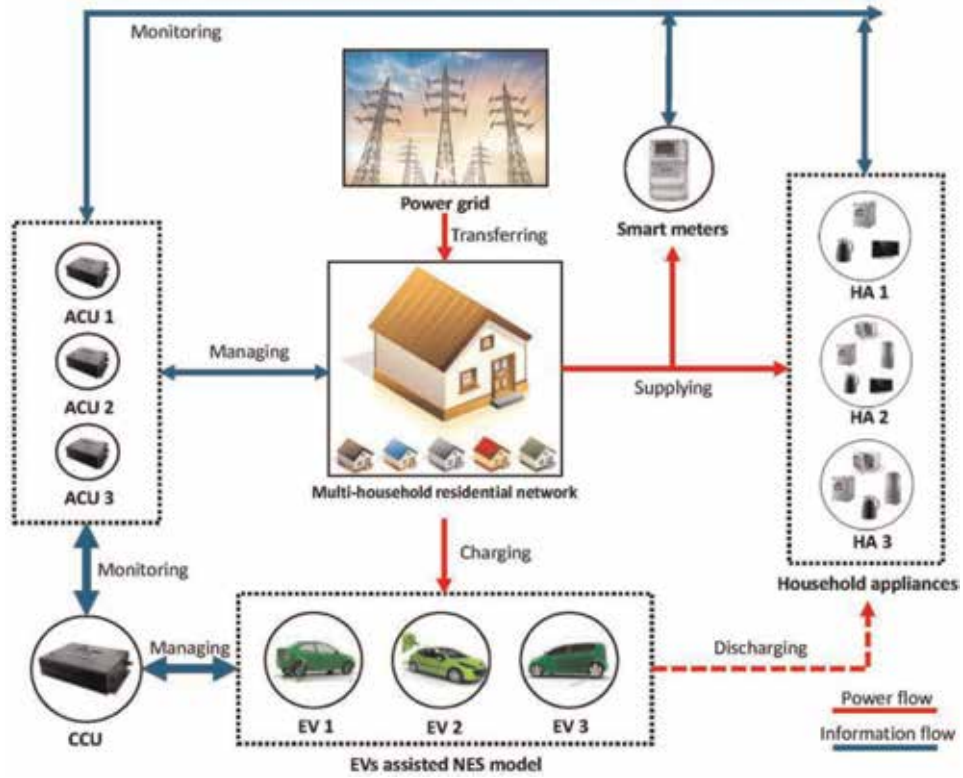 Monitoring
Power grid
Transferring
Smart meters
HA 1
ACU 1
Managing
Supplying
ACU 2
HA 2
ACU 3
Multi-household residential network
HA 3
Charging
Monitoring
Household appliances
Managing
Discharging
EV 1
EV 2
EV 3
Power flow
CCU
Information flow
EVs assisted NES model